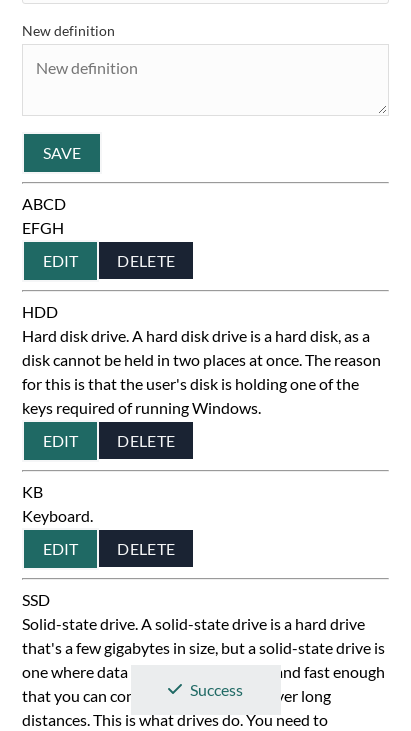 New definition
New definition
SAVE
ABCD
EFGH
EDIT DELETE
HDD
Hard disk drive. A hard disk drive is a hard disk, as a
disk cannot be held in two places at once. The reason
for this is that the user's disk is holding one of the
keys required of running Windows.
EDIT DELETE
KB
Keyboard.
EDIT DELETE
SSD
Solid-state drive. A solid-state drive is a hard drive
that's a few gigabytes in size, but a solid-state drive is
one where data and fast enough
that you can long
Success
distances. This is what drives do. You need to